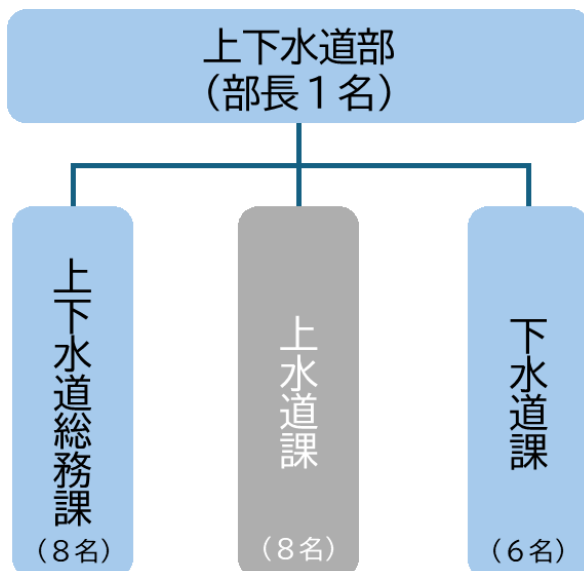 上下水道部
（部長１名）
上下水道総務課
（８名）
上水道課
（８名）
下水道課
（６名）